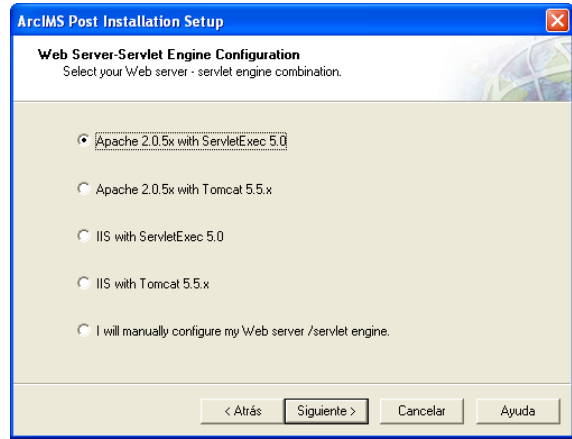 ArcIMS Post Installation Setup
Web Server-Servlet Engine Configuration
Select your Web server - servlet engine combination.
Apache 2.0.5x with ServletExec 5.0
Apache 2.0.5x with Tomcat 5.5.x
IIS with ServletExec 5.0
IIS with Tomcat 5.5.x
I will manually configure my Web server /servlet engine.
< Atrás Siguiente > Cancelar Ayuda